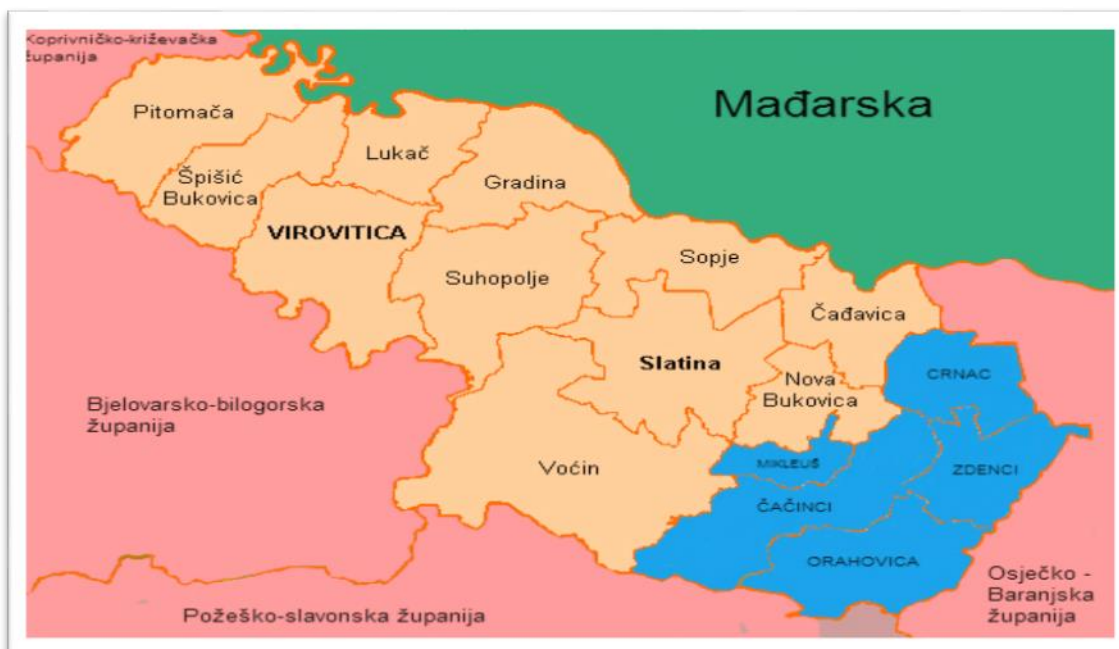 Koprivničko-križevačka
županija
Mađarska
Pitomača
Lukač
Špišić
Bukovica
Gradina
VIROVITICA
Sopje
Suhopolje
Čađavica
Slatina
CRNAC
Nova
Bukovica
Bjelovarsko-bilogorska
županija
Voćin
MIKLEUŠ
ZDENCI
ČAČINCI
ORAHOVICA
Osječko -
Baranjska
županija
Požeško-slavonska županija